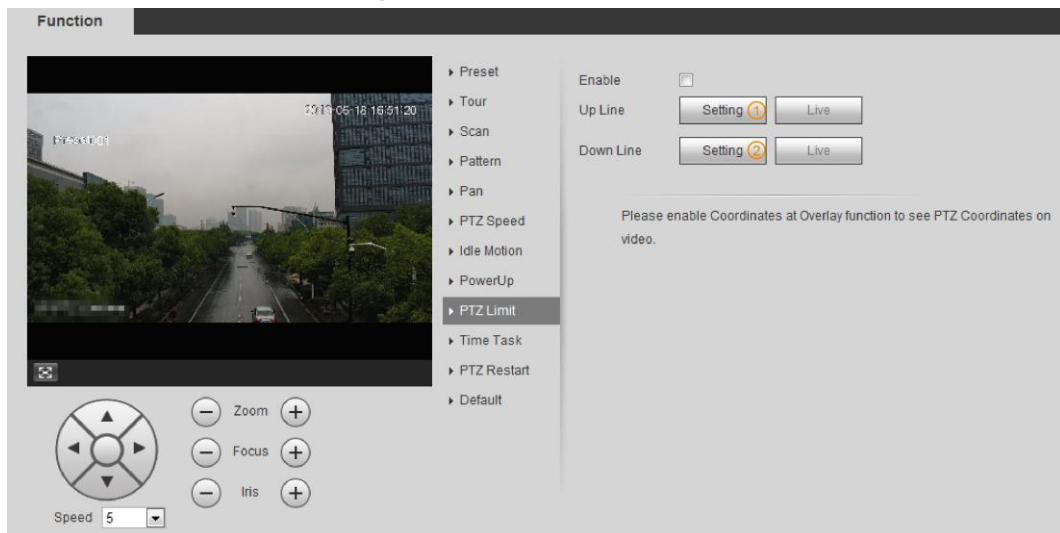 Function
Preset
Tour
Scan
Pattern
Pan
PTZ Speed
Idle Motion
PowerUp
PTZ Limit
Time Task
PTZ Restart
Default
Enable
Up Line Setting 1 Live
Down Line Setting 2 Live
Please enable Coordinates at Overlay function to see PTZ Coordinates on
video.
Zoom
Focus
Iris
Speed 5